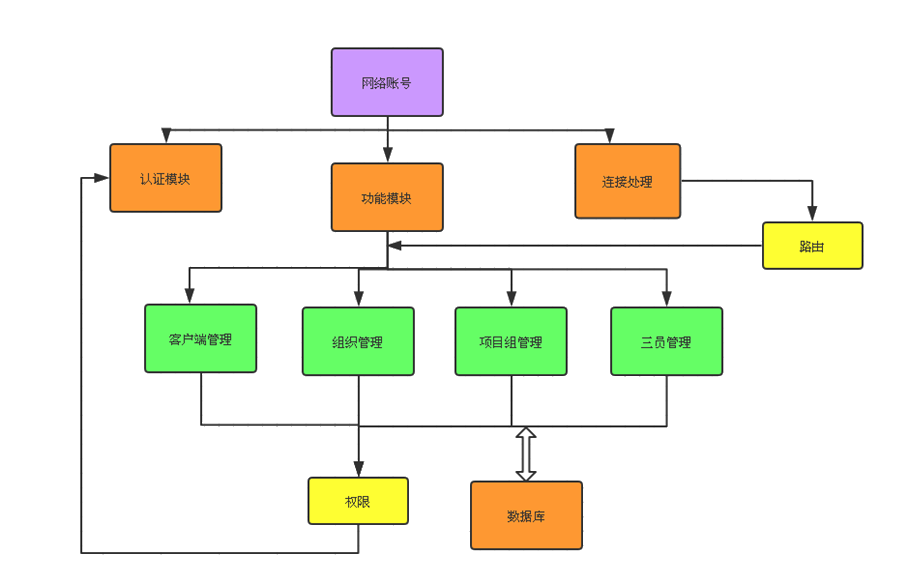 网络账号
认证模块
功能模块
连接处理
路由
客户端管理
组织管理
项目组管理
三员管理
权限
数据库